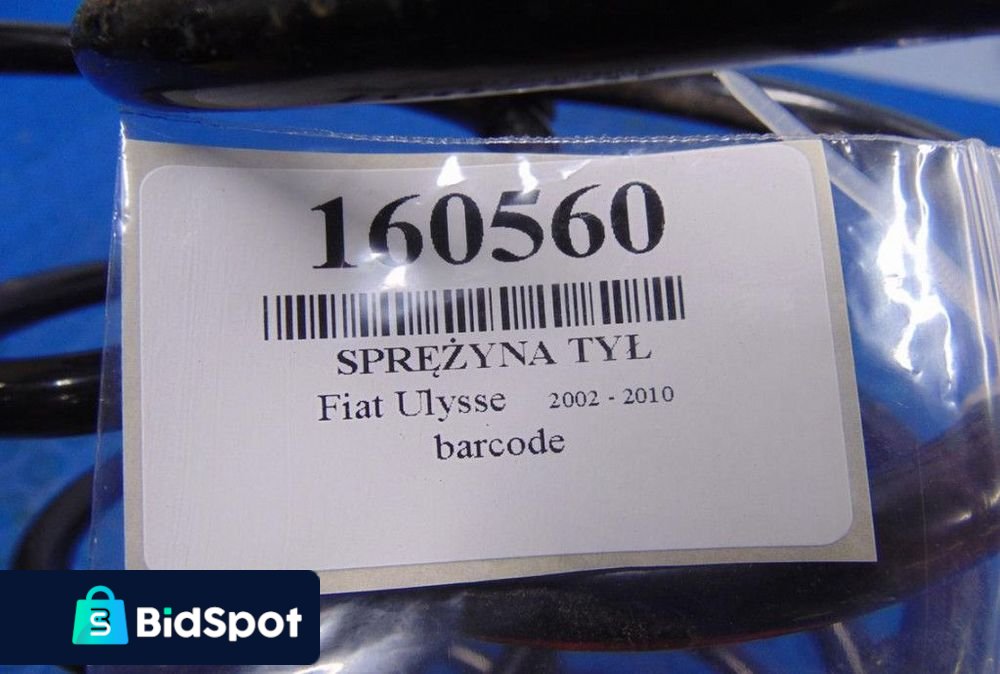 160560
SPRĘŻYNA TYŁ
Fiat Ulysse 2002 - 2010
barcode
BidSpot